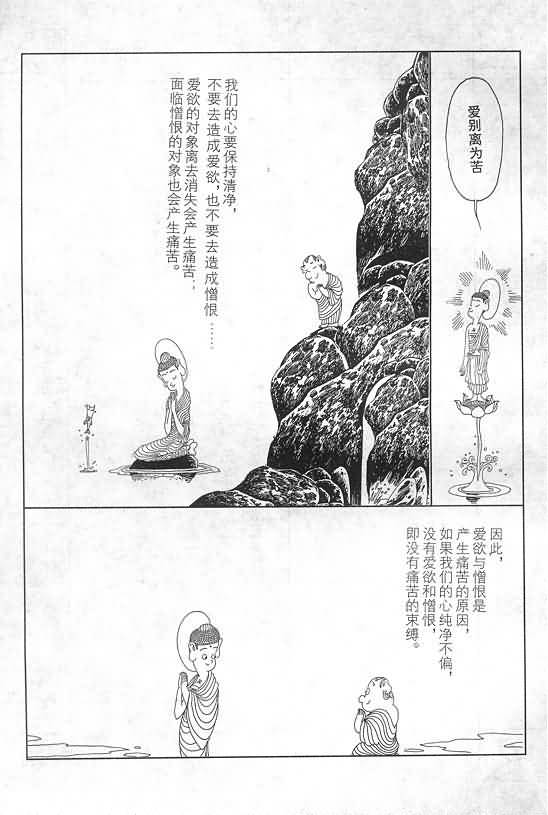 爱别离为苦
我们的心要保持清净，
不要去造成爱欲，也不要去造成憎恨……
爱欲的对象离去消失会产生痛苦；
面临憎恨的对象也会产生痛苦。
因此，
爱欲与憎恨是
产生痛苦的原因，
如果我们的心纯净不偏，
没有爱欲和憎恨，
即没有痛苦的束缚。